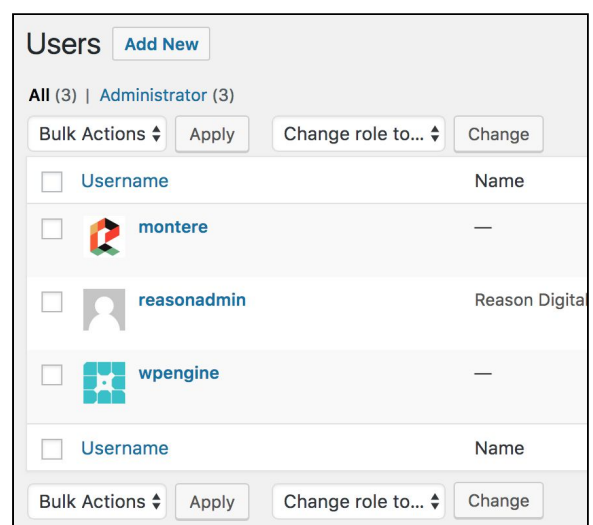 Users Add New
All (3) | Administrator (3)
Bulk Actions Apply Change role to... Change
Username Name
montere —
reasonadmin Reason Digital
wpengine —
Username Name
Bulk Actions Apply Change role to... Change